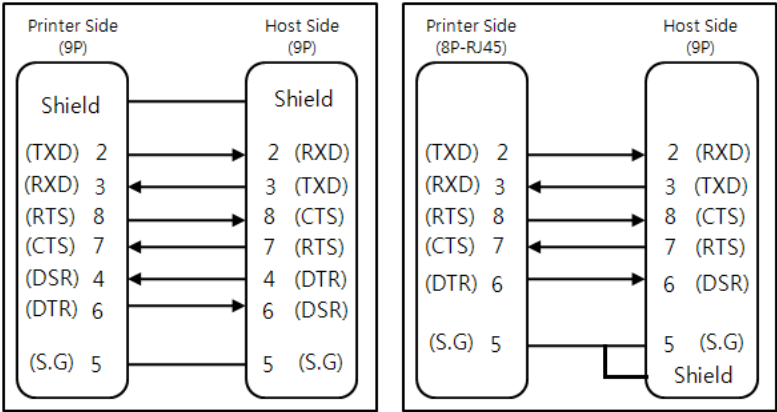 Printer Side
(9P)
Host Side
(9P)
Shield
Shield
(TXD) 2
2 (RXD)
(RXD) 3
3 (TXD)
(RTS) 8
8 (CTS)
(CTS) 7
7 (RTS)
(DSR) 4
4 (DTR)
(DTR) 6
6 (DSR)
(S.G) 5
5 (S.G)
Printer Side
(8P-RJ45)
Host Side
(9P)
(TXD) 2
2 (RXD)
(RXD) 3
3 (TXD)
(RTS) 8
8 (CTS)
(CTS) 7
7 (RTS)
(DTR) 6
6 (DSR)
(S.G) 5
5 (S.G)
Shield